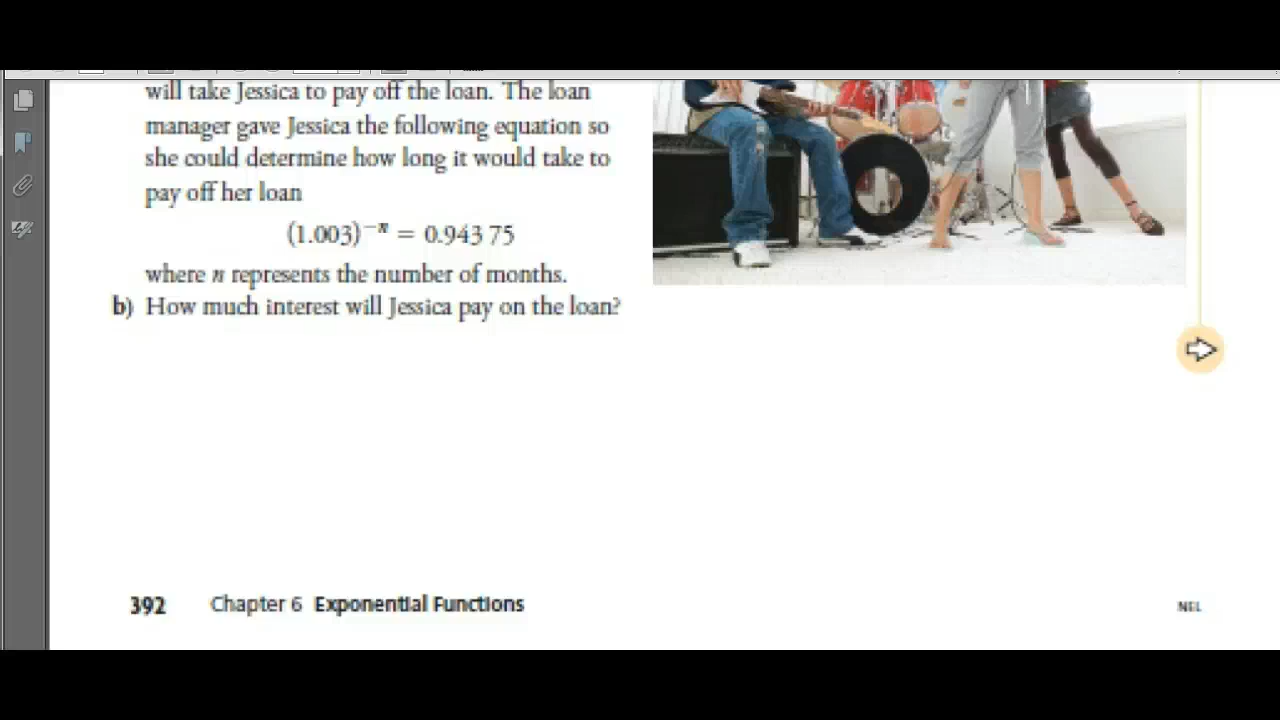 will take Jessica to pay off the loan. The loan
manager gave Jessica the following equation so
she could determine how long it would take to
pay off her loan
(1.003)⁻ⁿ = 0.943 75
where n represents the number of months.
b) How much interest will Jessica pay on the loan?
392 Chapter 6 Exponential Functions
NEL